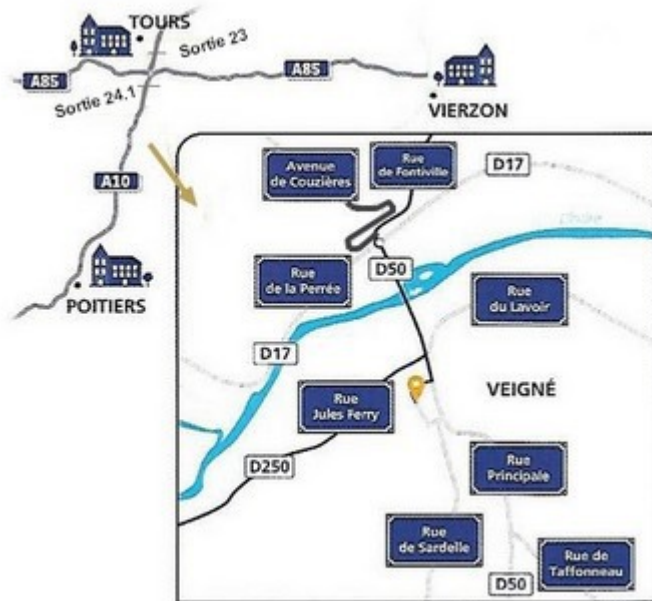 TOURS
Sortie 23
A85
A85
Sortie 24.1
VIERZON
A10
POITIERS
Avenue
de Couzières
Rue
de Fontiville
D17
D50
Rue
de la Perrée
Rue
du Lavoir
D17
VEIGNÉ
Rue
Jules Ferry
D250
Rue
Principale
Rue
de Sardelle
Rue de
Taffonneau
D50